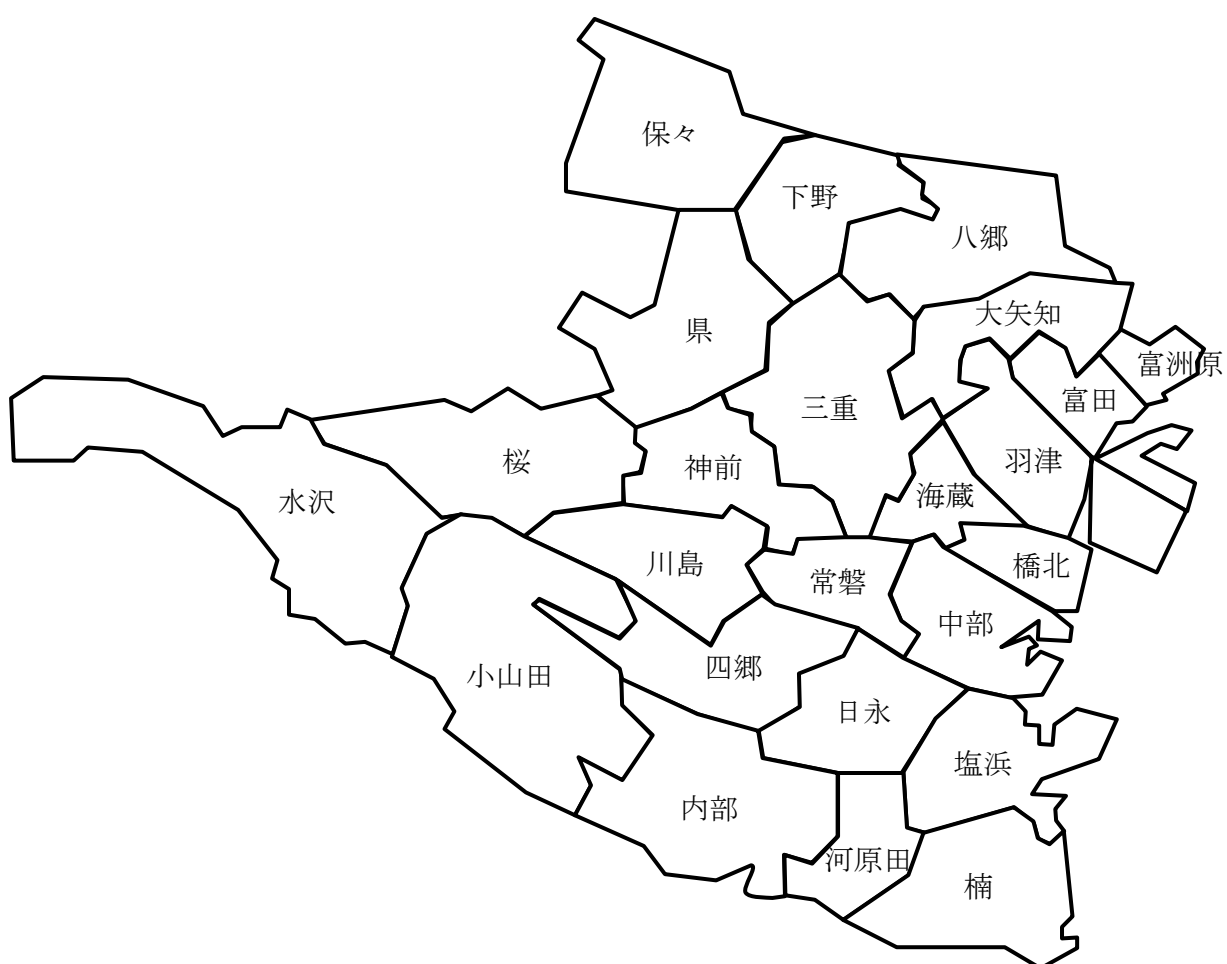 保々
下野
八郷
大矢知
県
富洲原
富田
三重
桜
神前
羽津
水沢
海蔵
川島
橋北
常磐
中部
四郷
小山田
日永
塩浜
内部
河原田
楠